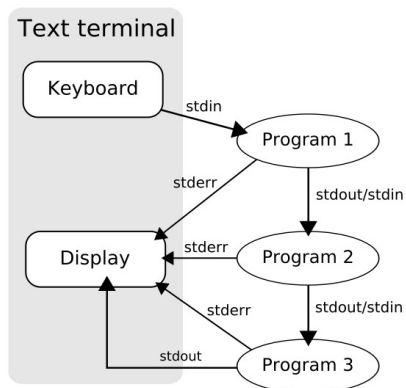 Text terminal
Keyboard
stdin
Program 1
stderr
stdout/stdin
Display
stderr
Program 2
stdout/stdin
stderr
stdout
Program 3